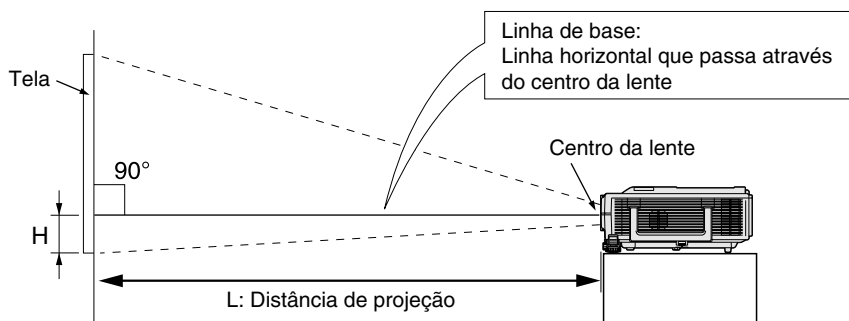 Linha de base:
Linha horizontal que passa através
do centro da lente
Tela
Centro da lente
90°
H
L: Distância de projeção